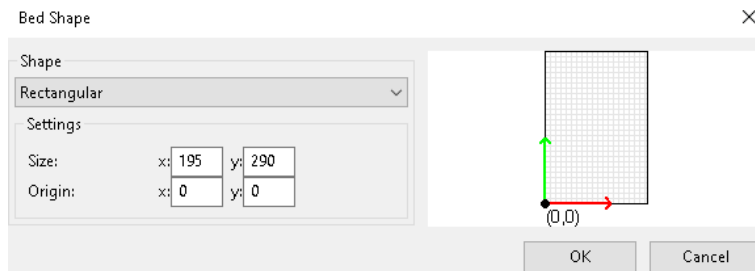 Bed Shape
Shape
Rectangular
Settings
Size: x: 195 y: 290
Origin: x: 0 y: 0
(0,0)
OK Cancel